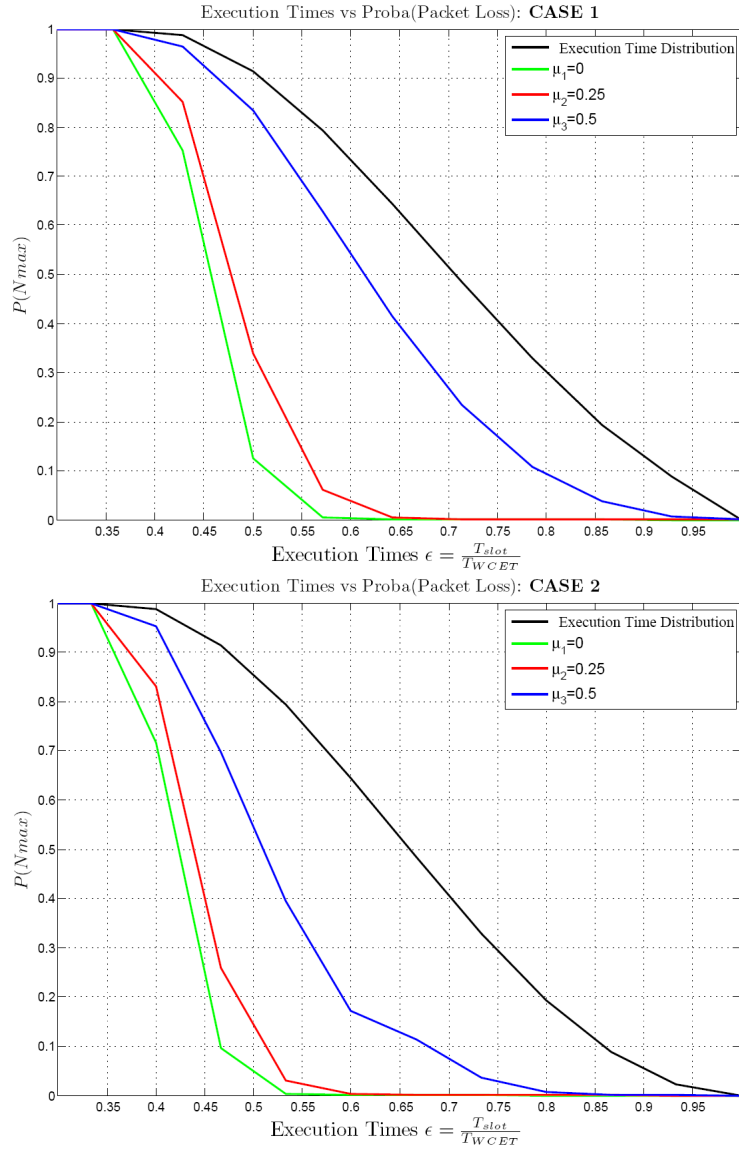 Execution Times vs Proba(Packet Loss): CASE 1
1
0.9
0.8
0.7
0.6
0.5
0.4
0.3
0.2
0.1
0
P(Nmax)
Execution Time Distribution
μ1=0
μ2=0.25
μ3=0.5
0.35 0.4 0.45 0.5 0.55 0.6 0.65 0.7 0.75 0.8 0.85 0.9 0.95
Execution Times ϵ = T_slot / T_WCET
Execution Times vs Proba(Packet Loss): CASE 2
1
0.9
0.8
0.7
0.6
0.5
0.4
0.3
0.2
0.1
0
P(Nmax)
Execution Time Distribution
μ1=0
μ2=0.25
μ3=0.5
0.35 0.4 0.45 0.5 0.55 0.6 0.65 0.7 0.75 0.8 0.85 0.9 0.95
Execution Times ϵ = T_slot / T_WCET